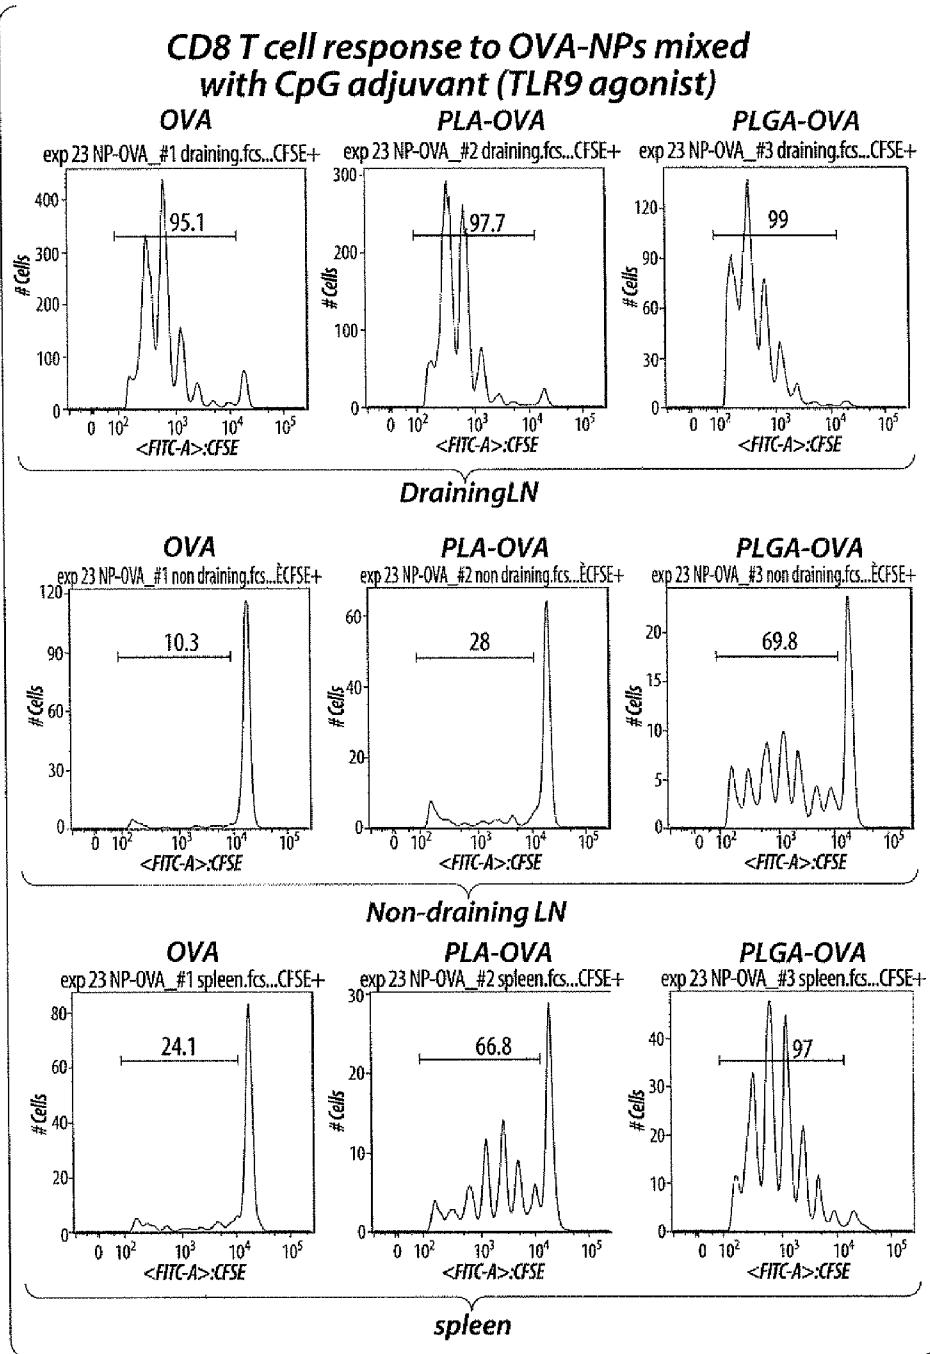 CD8 T cell response to OVA-NPs mixed
with CpG adjuvant (TLR9 agonist)
OVA PLA-OVA PLGA-OVA
exp 23 NP-OVA_#1 draining.fcs...CFSE+ exp 23 NP-OVA_#2 draining.fcs...CFSE+ exp 23 NP-OVA_#3 draining.fcs...CFSE+
400 300 200 100 0
# Cells
95.1
0 10² 10³ 10⁴ 10⁵
<FITC-A>:CFSE
300 200 100 0
# Cells
97.7
0 10² 10³ 10⁴ 10⁵
<FITC-A>:CFSE
120 90 60 30 0
# Cells
99
0 10² 10³ 10⁴ 10⁵
<FITC-A>:CFSE
DrainingLN
OVA PLA-OVA PLGA-OVA
exp 23 NP-OVA_#1 non draining.fcs...ÈCFSE+ exp 23 NP-OVA_#2 non draining.fcs...ÈCFSE+ exp 23 NP-OVA_#3 non draining.fcs...ÈCFSE+
120 90 60 30 0
# Cells
10.3
0 10² 10³ 10⁴ 10⁵
<FITC-A>:CFSE
60 40 20 0
# Cells
28
0 10² 10³ 10⁴ 10⁵
<FITC-A>:CFSE
20 15 10 5 0
# Cells
69.8
0 10² 10³ 10⁴ 10⁵
<FITC-A>:CFSE
Non-draining LN
OVA PLA-OVA PLGA-OVA
exp 23 NP-OVA_#1 spleen.fcs...CFSE+ exp 23 NP-OVA_#2 spleen.fcs...CFSE+ exp 23 NP-OVA_#3 spleen.fcs...CFSE+
80 60 40 20 0
# Cells
24.1
0 10² 10³ 10⁴ 10⁵
<FITC-A>:CFSE
30 20 10 0
# Cells
66.8
0 10² 10³ 10⁴ 10⁵
<FITC-A>:CFSE
40 30 20 10 0
# Cells
97
0 10² 10³ 10⁴ 10⁵
<FITC-A>:CFSE
spleen